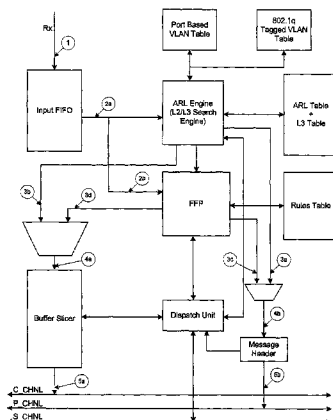 Rx
1
Port Based
VLAN Table
802.1q
Tagged VLAN
Table
Input FIFO
2a
ARL Engine
(L2/L3 Search
Engine)
ARL Table
+
L3 Table
2a
3b
3d
FFP
Rules Table
3c
3a
4a
4b
Buffer Slicer
Dispatch Unit
Message
Header
5a
5b
C_CHNL
P_CHNL
S_CHNL